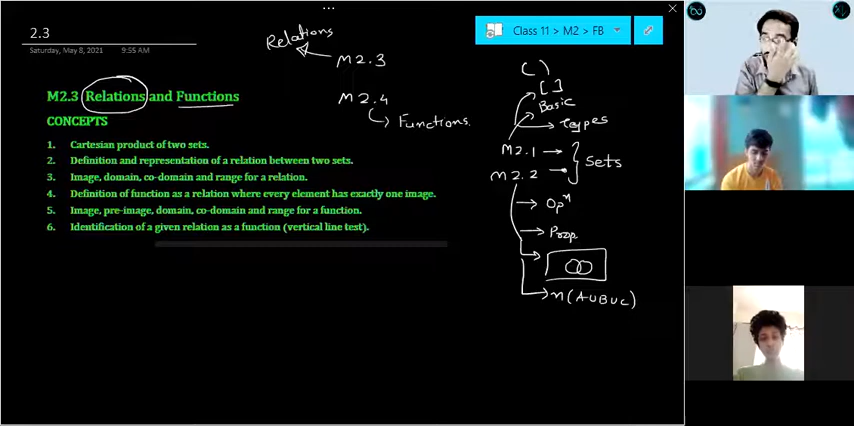 2.3
Saturday, May 8, 2021 9:55 AM
Class 11 > M2 > FB
Relations
M2.3
M2.4
Functions.
M2.3 Relations and Functions
CONCEPTS
1. Cartesian product of two sets.
2. Definition and representation of a relation between two sets.
3. Image, domain, co-domain and range for a relation.
4. Definition of function as a relation where every element has exactly one image.
5. Image, pre-image, domain, co-domain and range for a function.
6. Identification of a given relation as a function (vertical line test).
( )
[ ]
Basic
Types
M2.1
M2.2
Sets
Opⁿ
Prop
n(AUBUC)